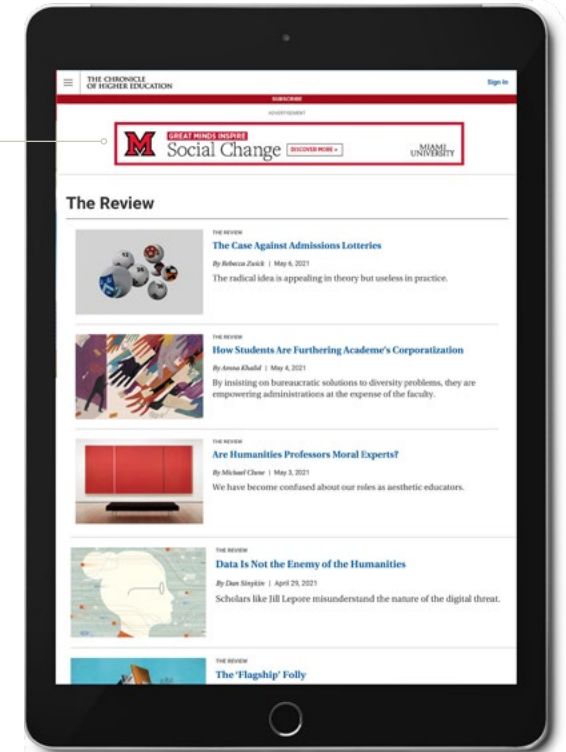 THE CHRONICLE
OF HIGHER EDUCATION
Sign In
SUBSCRIBE
ADVERTISEMENT
M
GREAT MINDS INSPIRE
Social Change
DISCOVER MORE »
MIAMI
UNIVERSITY
The Review
THE REVIEW
The Case Against Admissions Lotteries
By Rebecca Zwick | May 6, 2021
The radical idea is appealing in theory but useless in practice.
THE REVIEW
How Students Are Furthering Academe's Corporatization
By Amna Khalid | May 4, 2021
By insisting on bureaucratic solutions to diversity problems, they are
empowering administrations at the expense of the faculty.
THE REVIEW
Are Humanities Professors Moral Experts?
By Michael Clune | May 3, 2021
We have become confused about our roles as aesthetic educators.
THE REVIEW
Data Is Not the Enemy of the Humanities
By Dan Sinykin | April 29, 2021
Scholars like Jill Lepore misunderstand the nature of the digital threat.
THE REVIEW
The 'Flagship' Folly